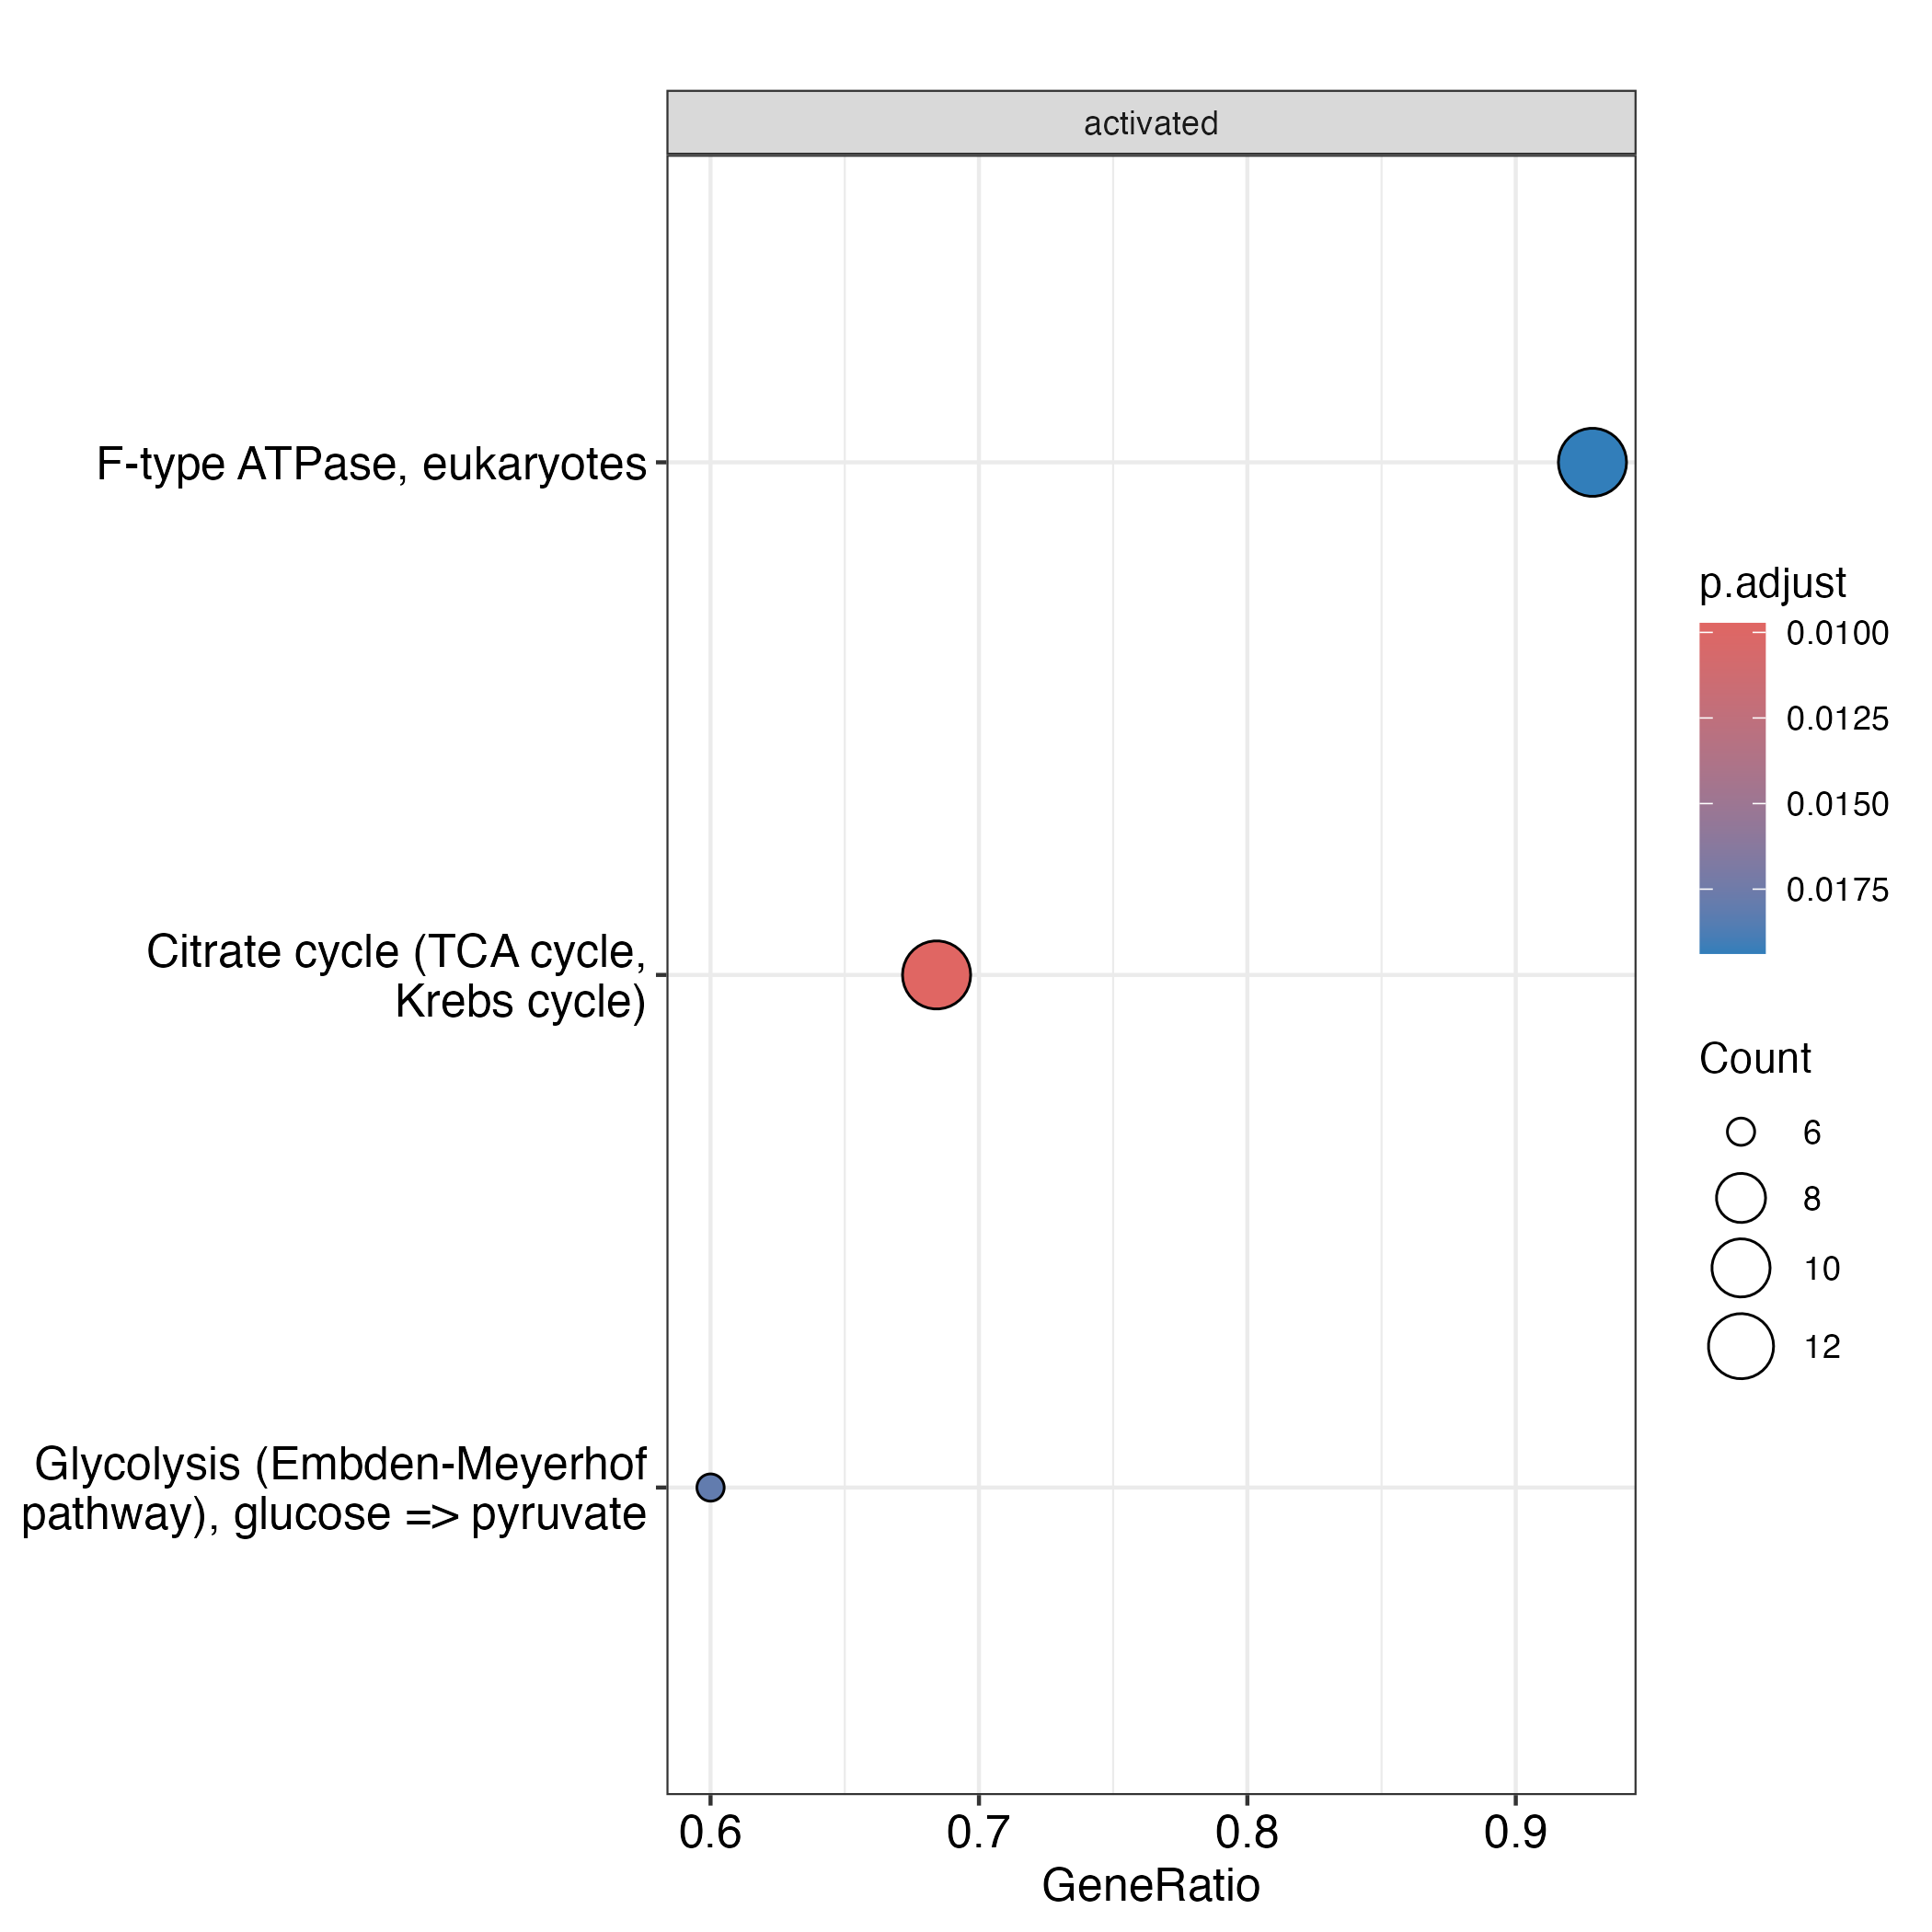 activated
F-type ATPase, eukaryotes
Citrate cycle (TCA cycle,
Krebs cycle)
Glycolysis (Embden-Meyerhof
pathway), glucose => pyruvate
0.6 0.7 0.8 0.9
GeneRatio
p.adjust
0.0100
0.0125
0.0150
0.0175
Count
6
8
10
12